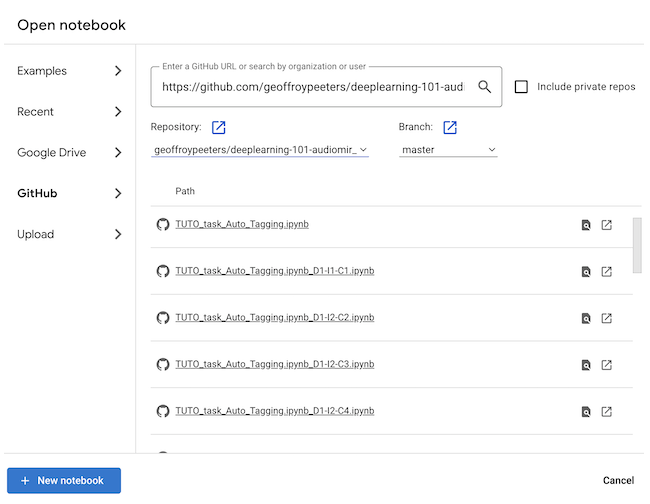 Open notebook
Examples
Recent
Google Drive
GitHub
Upload
Enter a GitHub URL or search by organization or user
https://github.com/geoffroypeeters/deeplearning-101-audi
Include private repos
Repository:
Branch:
geoffroypeeters/deeplearning-101-audiomir_
master
Path
TUTO_task_Auto_Tagging.ipynb
TUTO_task_Auto_Tagging.ipynb_D1-I1-C1.ipynb
TUTO_task_Auto_Tagging.ipynb_D1-I2-C2.ipynb
TUTO_task_Auto_Tagging.ipynb_D1-I2-C3.ipynb
TUTO_task_Auto_Tagging.ipynb_D1-I2-C4.ipynb
+ New notebook
Cancel